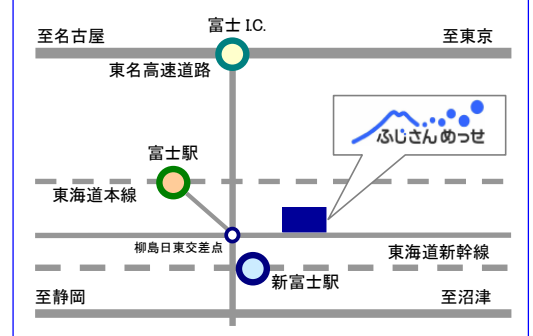 富士 I.C.
至名古屋
至東京
東名高速道路
ふじさんめっせ
富士駅
東海道本線
柳島日東交差点
東海道新幹線
新富士駅
至静岡
至沼津